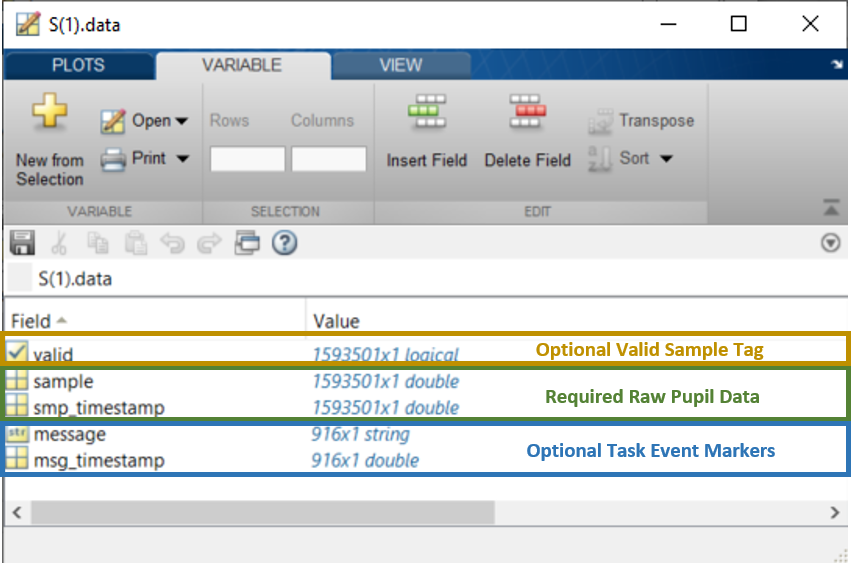 S(1).data
PLOTS VARIABLE VIEW
Open Rows Columns Transpose
New from Selection Print Insert Field Delete Field Sort
VARIABLE SELECTION EDIT
S(1).data
Field Value
valid 1593501x1 logical Optional Valid Sample Tag
sample 1593501x1 double
Required Raw Pupil Data
smp_timestamp 1593501x1 double
str message 916x1 string
Optional Task Event Markers
msg_timestamp 916x1 double